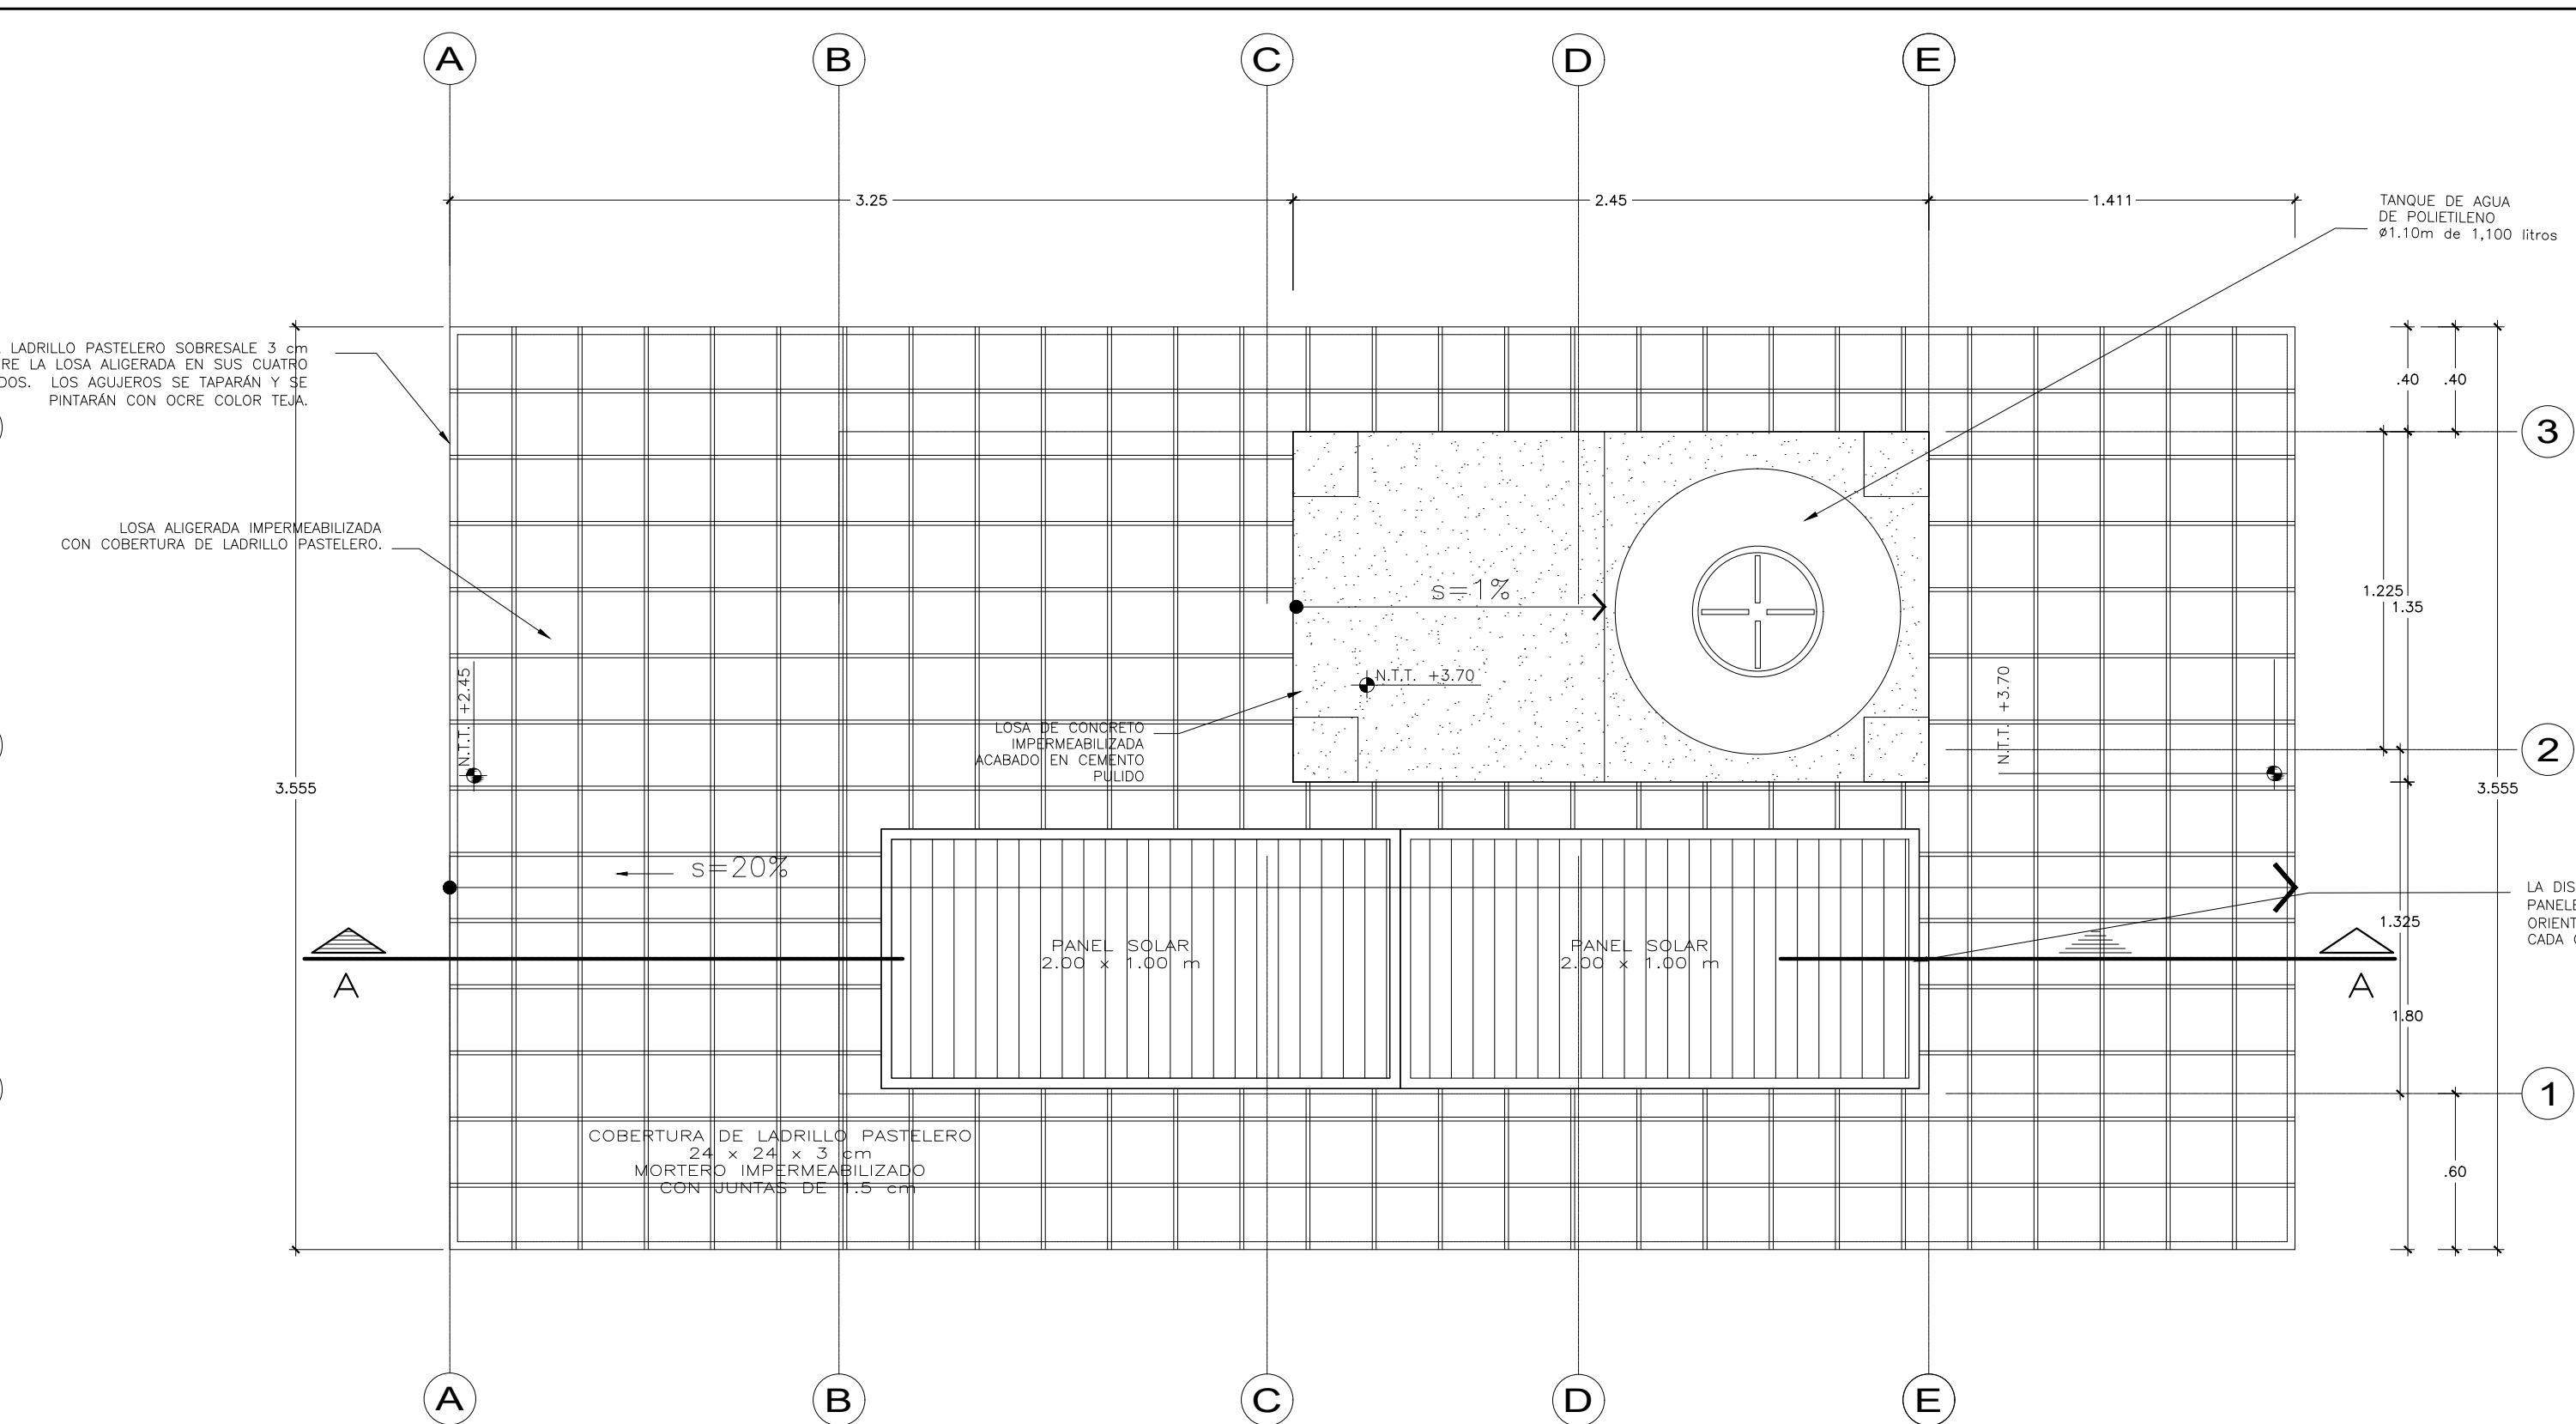 A B C D E
3.25 2.45 1.411
TANQUE DE AGUA
DE POLIETILENO
ø1.10m de 1,100 litros
LADRILLO PASTELERO SOBRESALE 3 cm
LA LOSA ALIGERADA EN SUS CUATRO
LOS AGUJEROS SE TAPARÁN Y SE
PINTARÁN CON OCRE COLOR TEJA.
.40 .40
3
LOSA ALIGERADA IMPERMEABILIZADA
CON COBERTURA DE LADRILLO PASTELERO.
s=1%
1.225
1.35
N.T.T. +2.45
N.T.T. +3.70
N.T.T. +3.70
LOSA DE CONCRETO
IMPERMEABILIZADA
ACABADO EN CEMENTO
PULIDO
2
3.555
3.555
s=20%
LA DIS
PANELE
ORIENT
CADA
1.325
PANEL SOLAR
2.00 x 1.00 m
PANEL SOLAR
2.00 x 1.00 m
A
A
1.80
1
COBERTURA DE LADRILLO PASTELERO
24 x 24 x 3 cm
MORTERO IMPERMEABILIZADO
CON JUNTAS DE 1.5 cm
.60
A B C D E